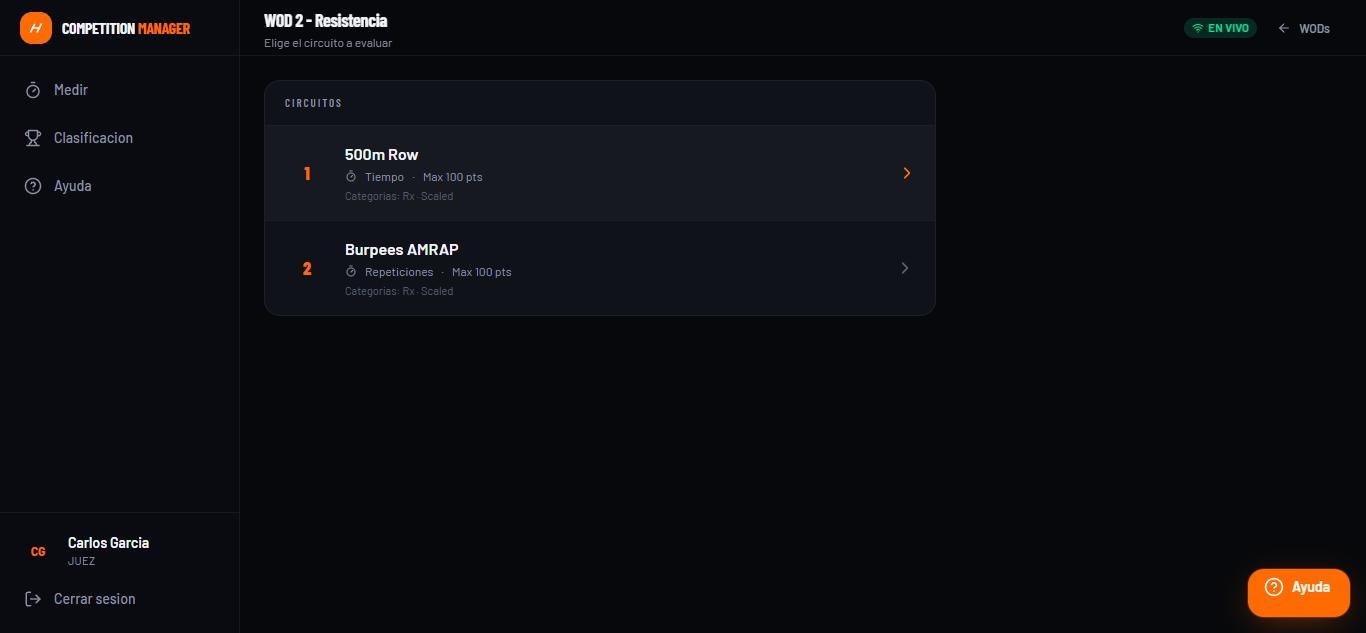 COMPETITION MANAGER
Medir
Clasificacion
Ayuda
Carlos Garcia
CG
JUEZ
Cerrar sesion
WOD 2 - Resistencia
Elige el circuito a evaluar
EN VIVO
WODs
CIRCUITOS
1
500m Row
Tiempo · Max 100 pts
Categorias: Rx · Scaled
2
Burpees AMRAP
Repeticiones · Max 100 pts
Categorias: Rx · Scaled
Ayuda